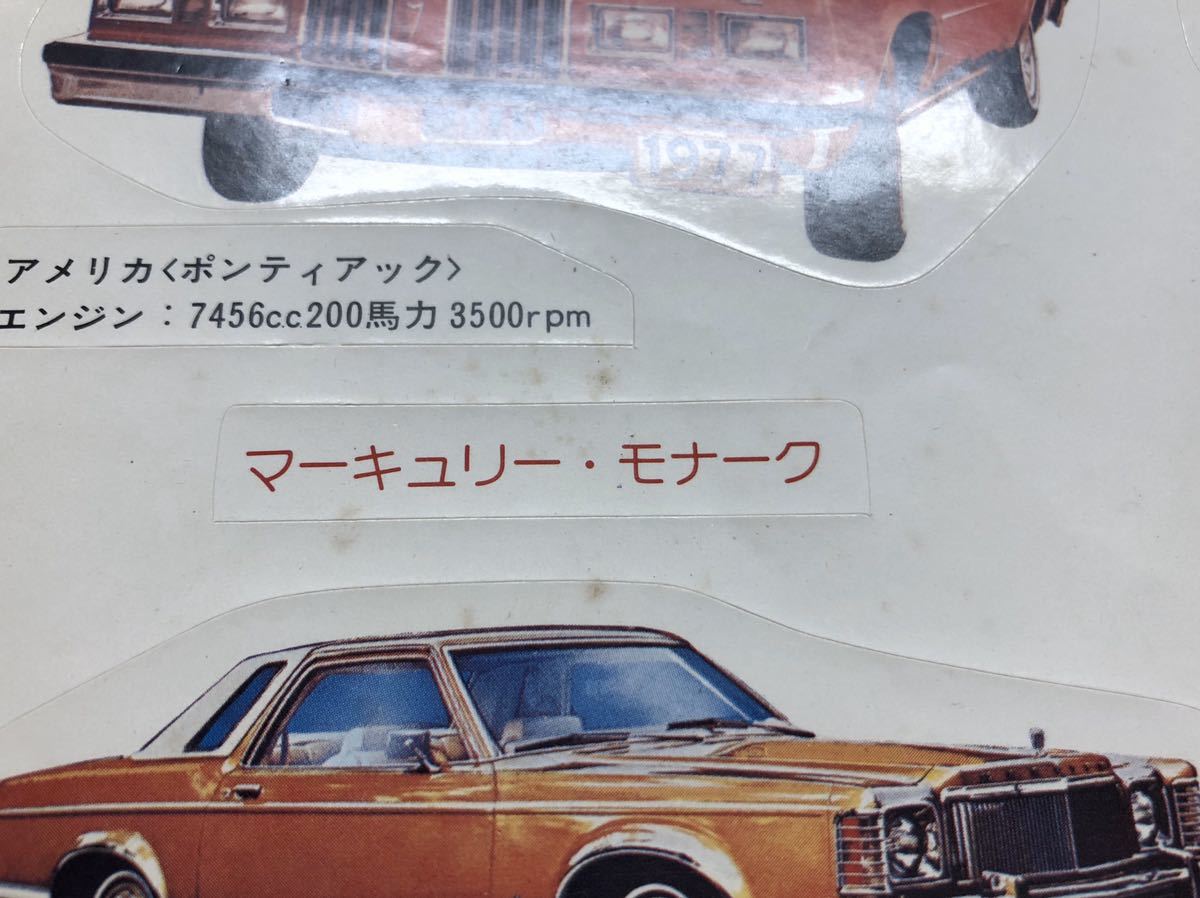 1977
アメリカ〈ポンティアック〉
エンジン：7456c.c.200馬力 3500rpm
マーキュリー・モナーク